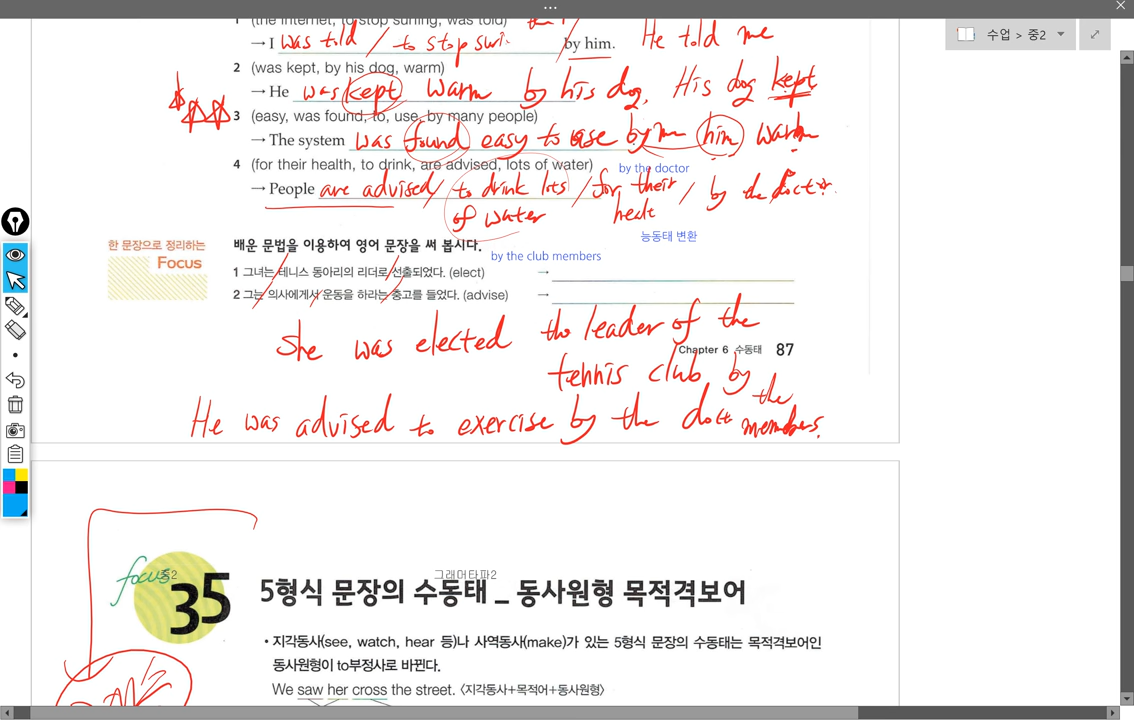 수업 > 중2
1 (the internet, to stop surfing, was told)
→ I was told / to stop surfi / by him. He told me
2 (was kept, by his dog, warm)
→ He was kept warm by his dog. His dog kept
3 (easy, was found, to, use, by many people)
→ The system was found easy to use by m him warm
4 (for their health, to drink, are advised, lots of water) by the doctor
→ People are advised / to drink lots / for their / by the doctor.
of water
능동태 변환
한 문장으로 정리하는 배운 문법을 이용하여 영어 문장을 써 봅시다.
Focus by the club members
1 그녀는 테니스 동아리의 리더로 선출되었다. (elect) →
2 그는 의사에게서 운동을 하라는 충고를 들었다. (advise) →
She was elected the leader of the
Chapter 6 수동태 87
tennis club by the
He was advised to exercise by the doct members.
focus
중2
그래머타파2
35 5형식 문장의 수동태 _ 동사원형 목적격보어
• 지각동사(see, watch, hear 등)나 사역동사(make)가 있는 5형식 문장의 수동태는 목적격보어인
동사원형이 to부정사로 바뀐다.
We saw her cross the street. <지각동사+목적어+동사원형>